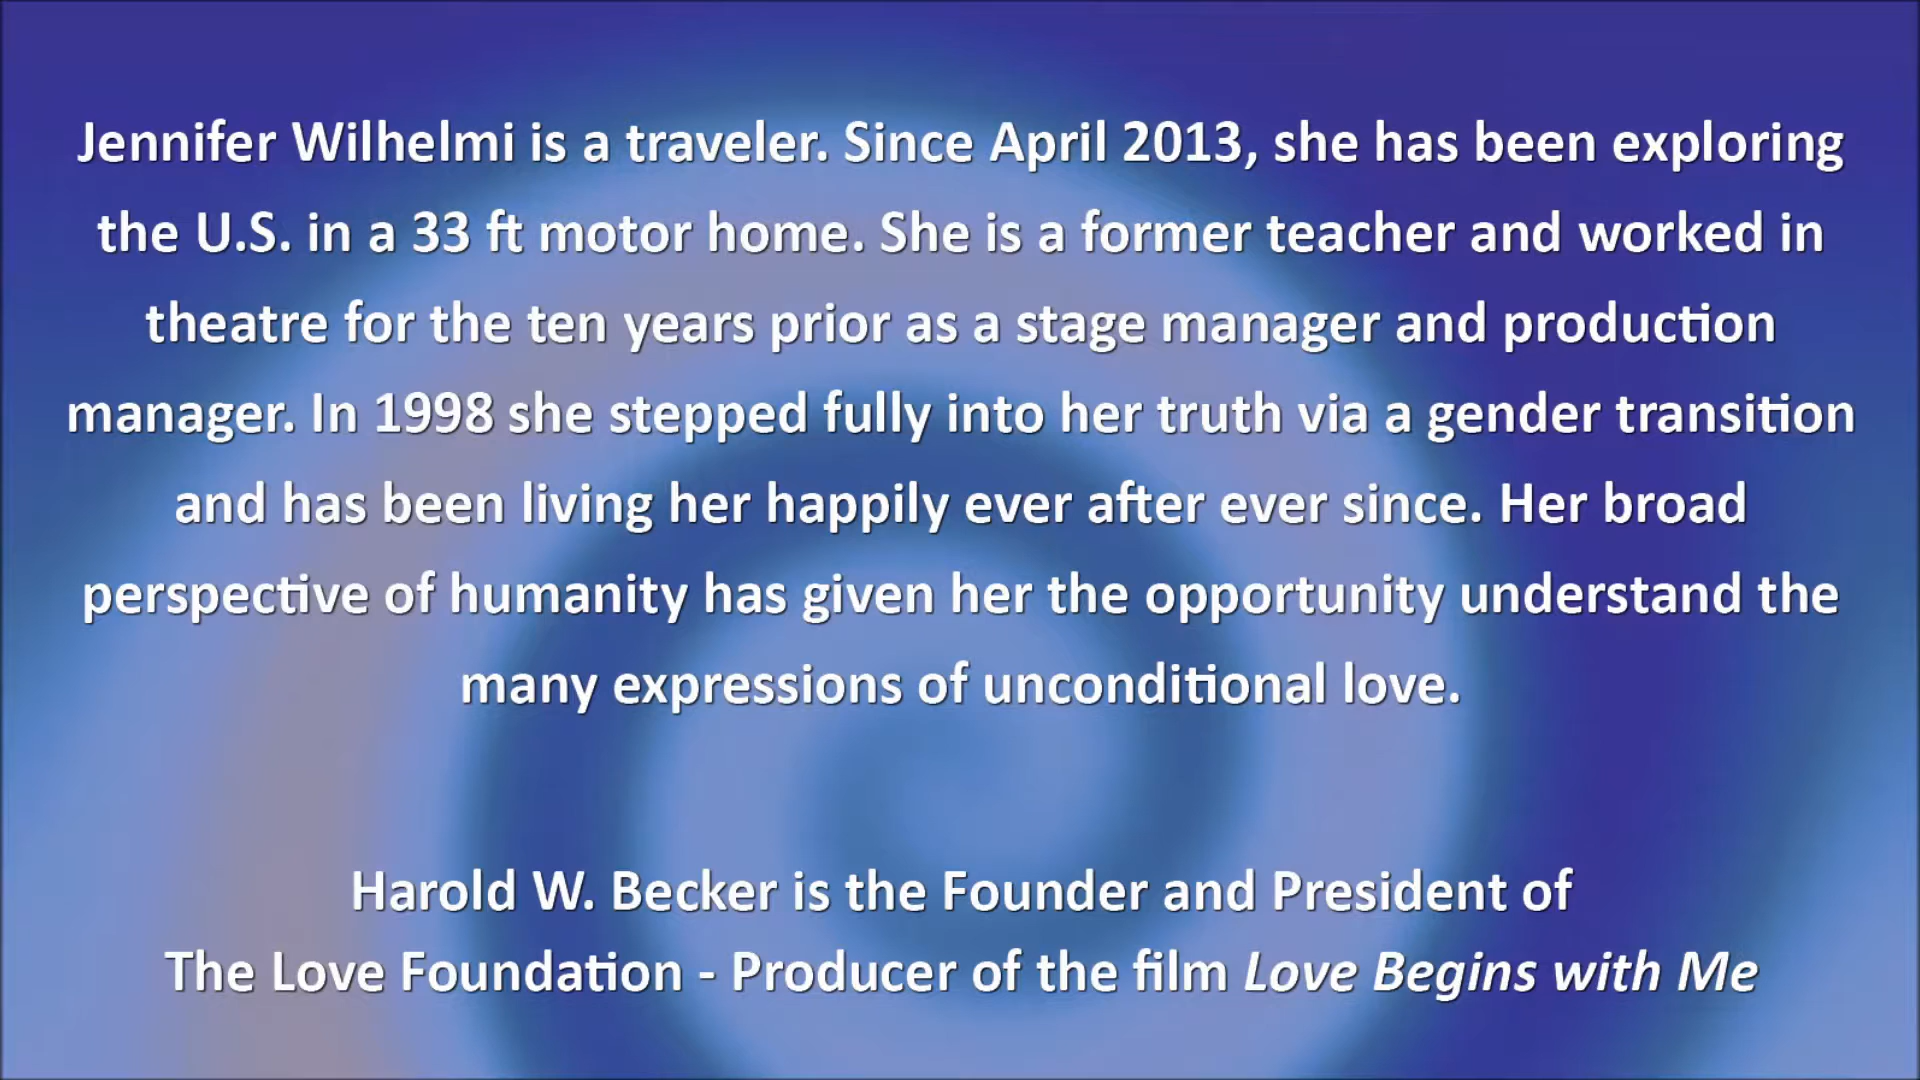 Jennifer Wilhelmi is a traveler. Since April 2013, she has been exploring
the U.S. in a 33 ft motor home. She is a former teacher and worked in
theatre for the ten years prior as a stage manager and production
manager. In 1998 she stepped fully into her truth via a gender transition
and has been living her happily ever after ever since. Her broad
perspective of humanity has given her the opportunity understand the
many expressions of unconditional love.
Harold W. Becker is the Founder and President of
The Love Foundation - Producer of the film Love Begins with Me